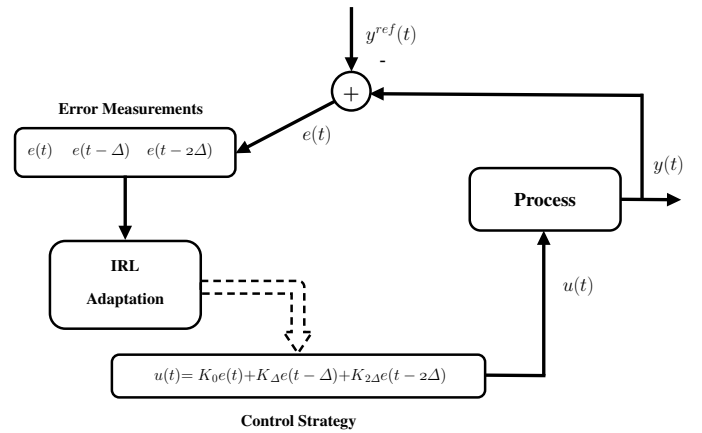 y^{ref}(t)
-
+
Error Measurements
e(t)
e(t) e(t − Δ) e(t − 2Δ)
y(t)
Process
IRL
Adaptation
u(t)
u(t)= K_0e(t)+K_Δe(t − Δ)+K_{2Δ}e(t − 2Δ)
Control Strategy